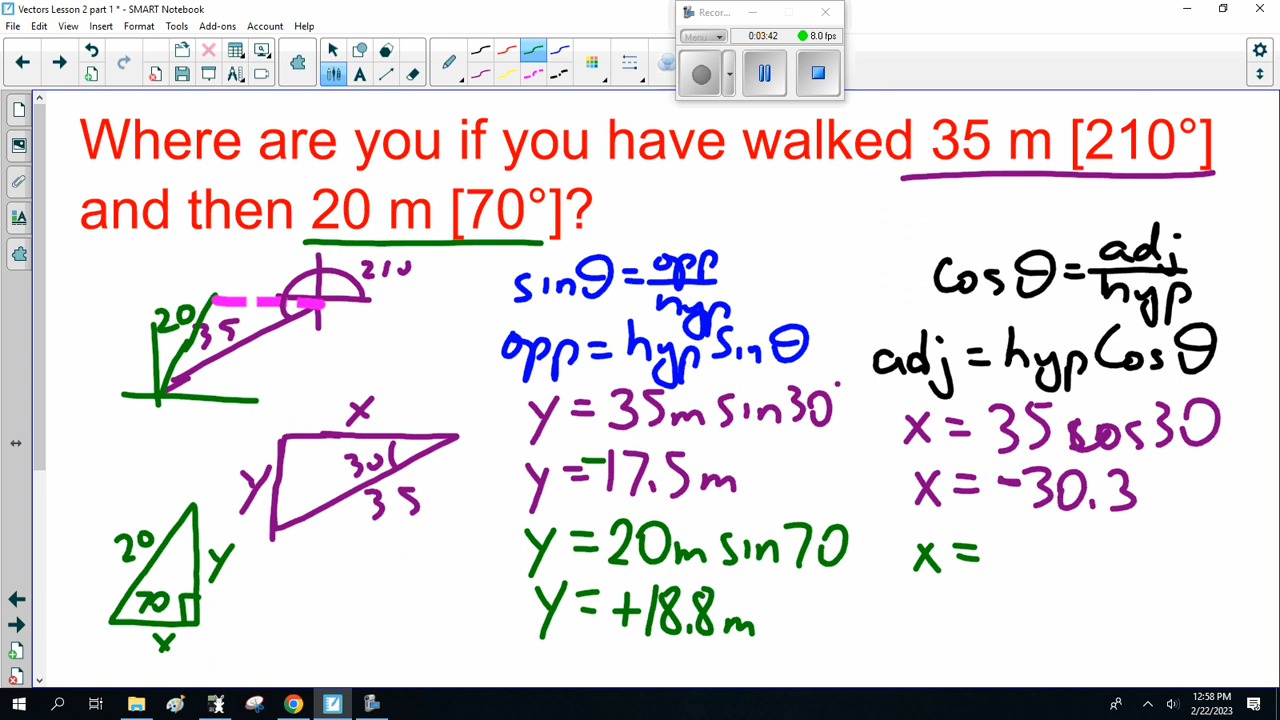 Vectors Lesson 2 part 1 * - SMART Notebook
File Edit View Insert Format Tools Add-ons Account Help
Recor...
Menu
0:03:42
8.0 fps
Where are you if you have walked 35 m [210°]
and then 20 m [70°]?
210
20
35
sinθ = opp/hyp
opp = hyp sinθ
y = 35m sin30°
y = -17.5m
y = 20m sin70
y = +18.8m
cosθ = adj/hyp
adj = hyp cosθ
x = 35 cos30
x = -30.3
x =
x
30
y
35
20
y
70
x
12:58 PM
2/22/2023